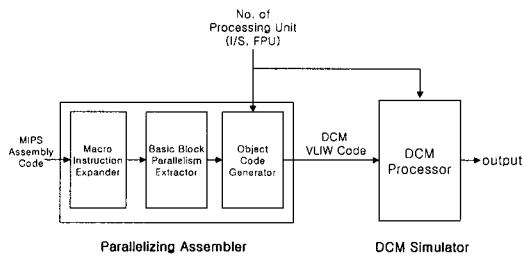 No. of
Processing Unit
(I/S, FPU)
MIPS
Assembly
Code
Macro
Instruction
Expander
Basic Block
Parallelism
Extractor
Object
Code
Generator
DCM
VLIW Code
DCM
Processor
output
Parallelizing Assembler
DCM Simulator